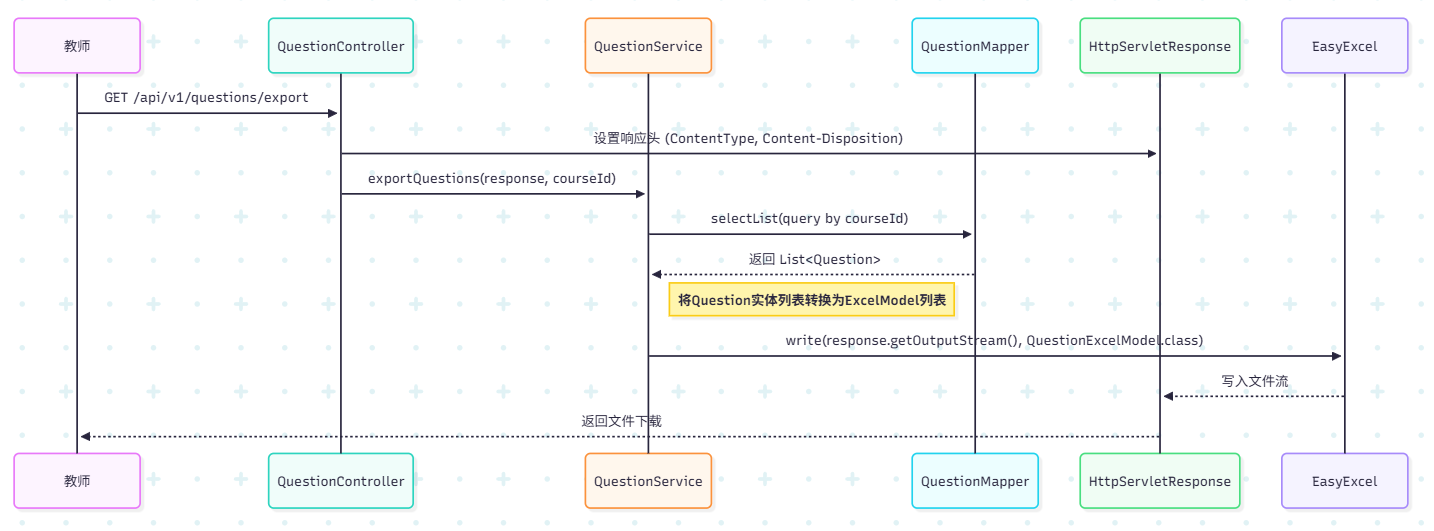 教师
QuestionController
QuestionService
QuestionMapper
HttpServletResponse
EasyExcel
GET /api/v1/questions/export
设置响应头 (ContentType, Content-Disposition)
exportQuestions(response, courseId)
selectList(query by courseId)
返回 List<Question>
将Question实体列表转换为ExcelModel列表
write(response.getOutputStream(), QuestionExcelModel.class)
写入文件流
返回文件下载
教师
QuestionController
QuestionService
QuestionMapper
HttpServletResponse
EasyExcel